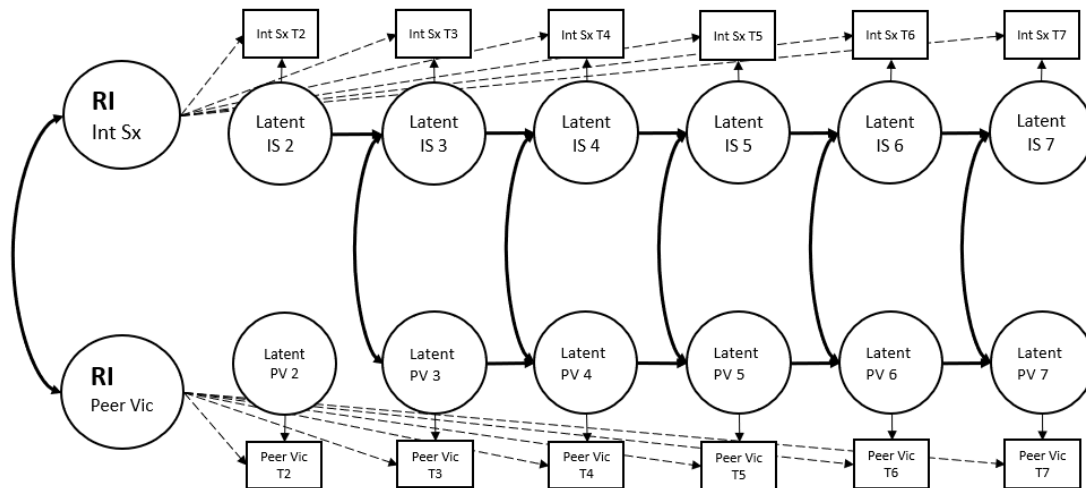 Int Sx T2
Int Sx T3
Int Sx T4
Int Sx T5
Int Sx T6
Int Sx T7
RI
Int Sx
Latent
IS 2
Latent
IS 3
Latent
IS 4
Latent
IS 5
Latent
IS 6
Latent
IS 7
RI
Peer Vic
Latent
PV 2
Latent
PV 3
Latent
PV 4
Latent
PV 5
Latent
PV 6
Latent
PV 7
Peer Vic
T2
Peer Vic
T3
Peer Vic
T4
Peer Vic
T5
Peer Vic
T6
Peer Vic
T7